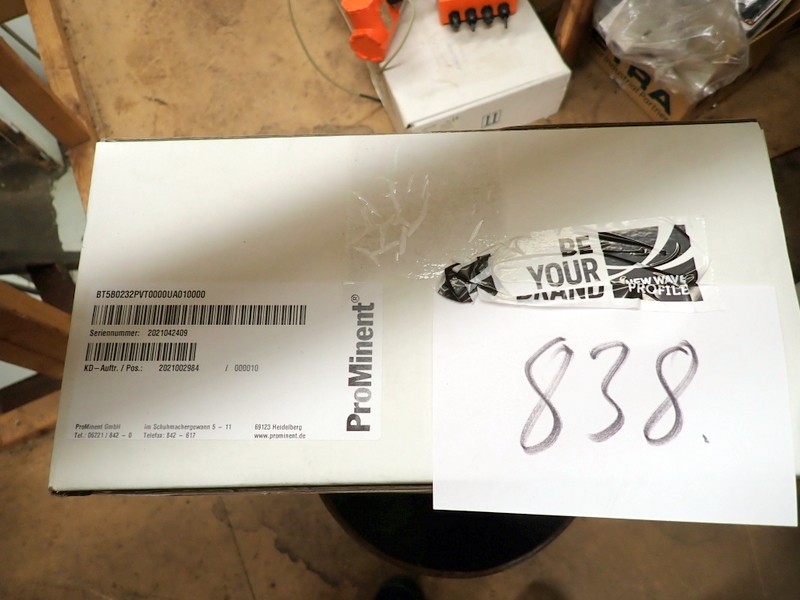 TRA
BT5B0232PVT0000UA010000
Seriennummer: 2021042409
KD-Auftr. / Pos.: 2021002984 / 000010
ProMinent GmbH im Schuhmachergewann 5 - 11 69123 Heidelberg
Tel.: 06221 / 842 - 0 Telefax: 842 - 617 www.prominent.de
ProMinent®
BE
YOUR
BRAND
NEW WAVE
PROFILE
838.